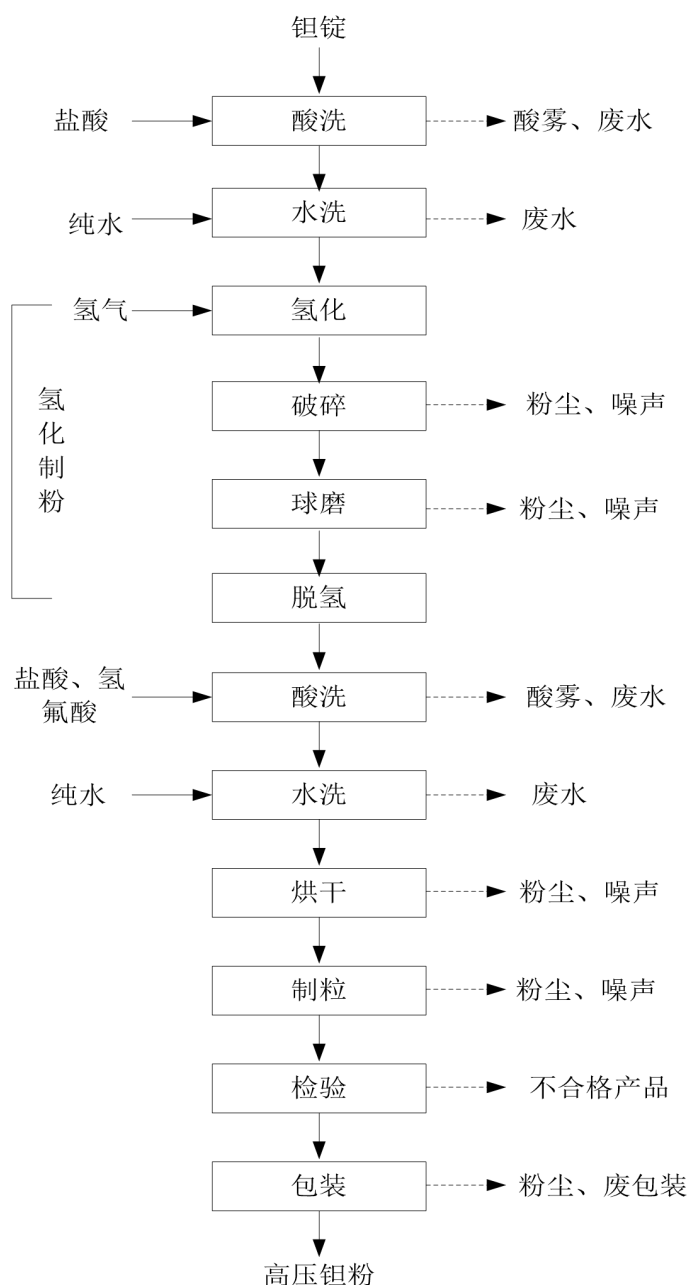 钽锭
盐酸
酸洗
酸雾、废水
纯水
水洗
废水
氢气
氢化
氢化制粉
破碎
粉尘、噪声
球磨
粉尘、噪声
脱氢
盐酸、氢
氟酸
酸洗
酸雾、废水
纯水
水洗
废水
烘干
粉尘、噪声
制粒
粉尘、噪声
检验
不合格产品
包装
粉尘、废包装
高压钽粉